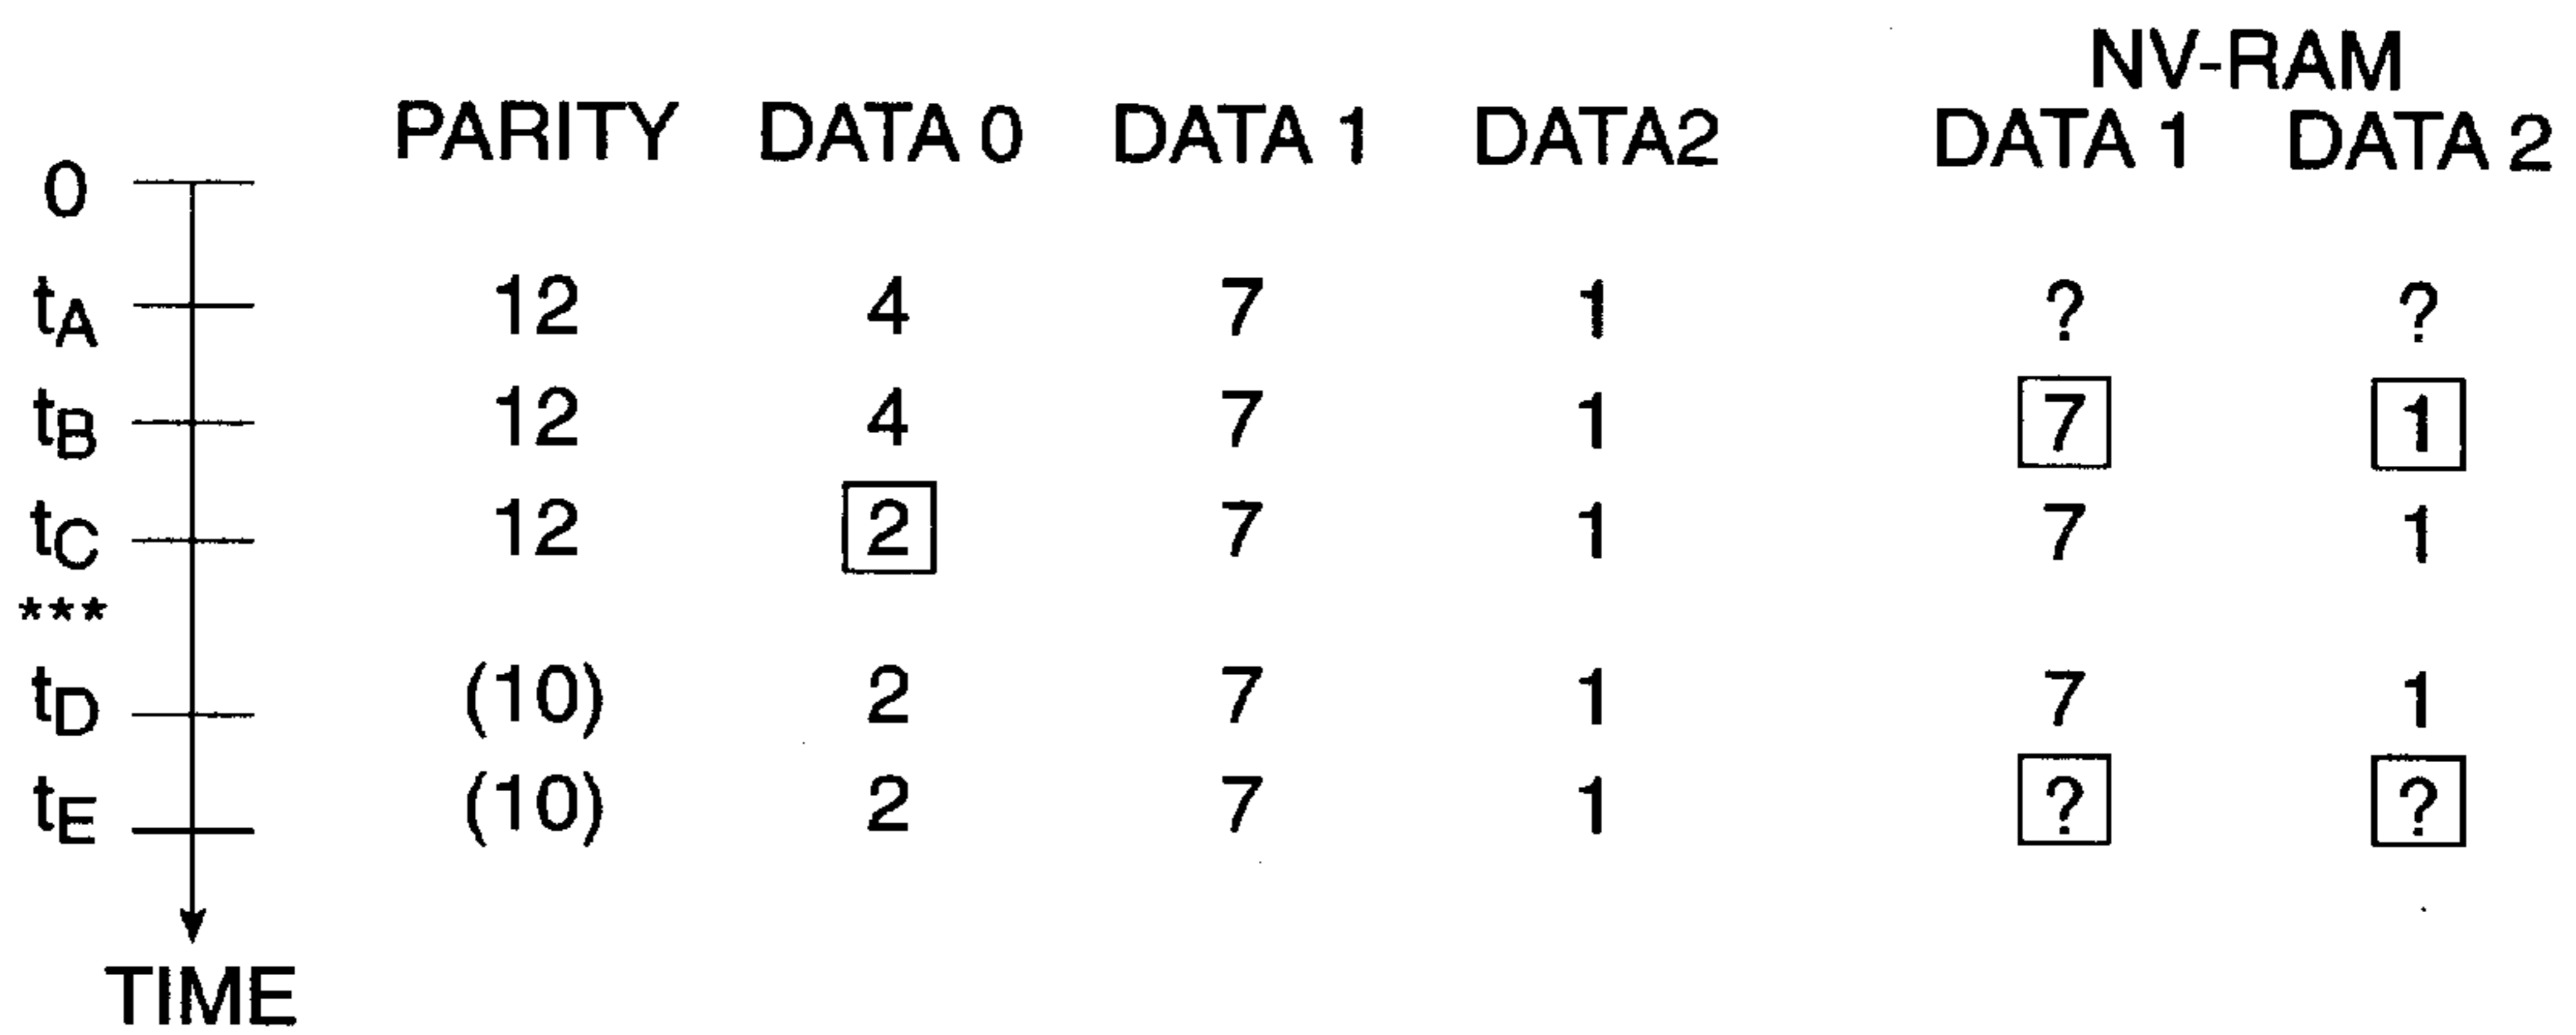 NV-RAM
PARITY DATA 0 DATA 1 DATA2 DATA 1 DATA 2
0
tA 12 4 7 1 ? ?
tB 12 4 7 1 7 1
tC 12 2 7 1 7 1
***
tD (10) 2 7 1 7 1
tE (10) 2 7 1 ? ?
TIME